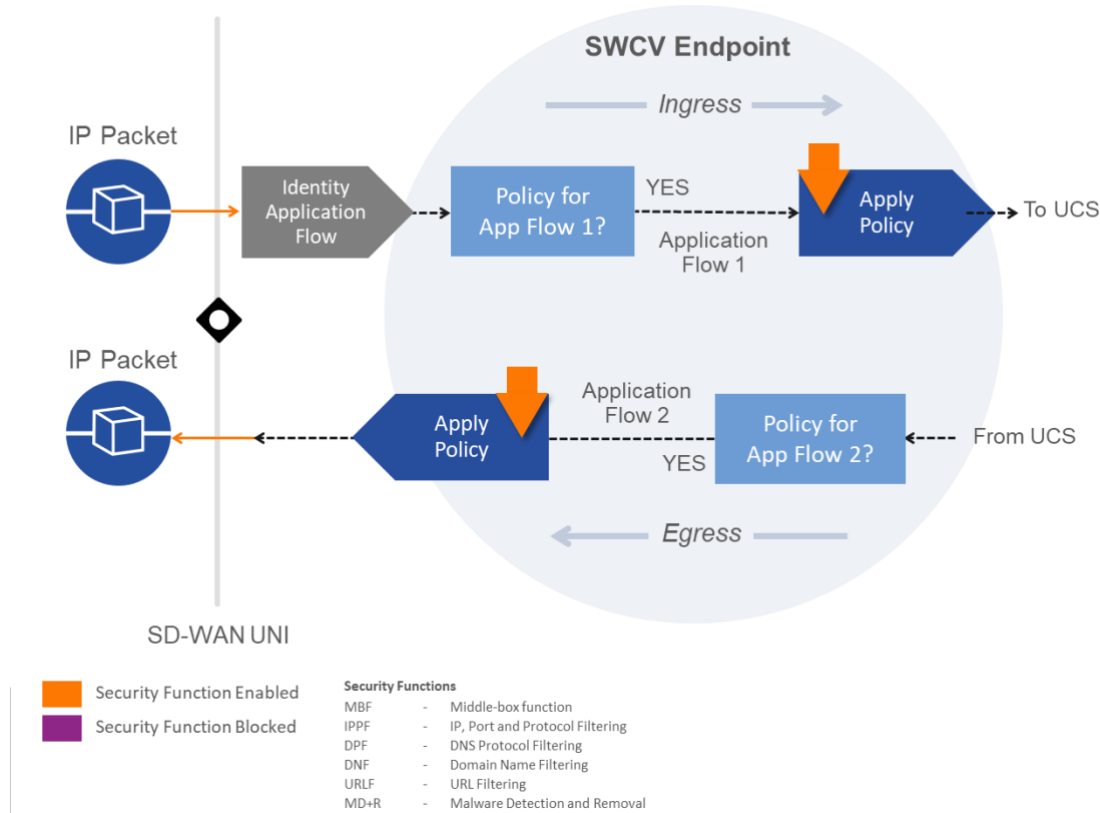 SWCV Endpoint
Ingress
IP Packet
Identity
Application
Flow
Policy for
App Flow 1?
YES
Application
Flow 1
Apply
Policy
To UCS
IP Packet
Apply
Policy
Application
Flow 2
YES
Policy for
App Flow 2?
From UCS
Egress
SD-WAN UNI
Security Function Enabled
Security Function Blocked
Security Functions
MBF - Middle-box function
IPPF - IP, Port and Protocol Filtering
DPF - DNS Protocol Filtering
DNF - Domain Name Filtering
URLF - URL Filtering
MD+R - Malware Detection and Removal